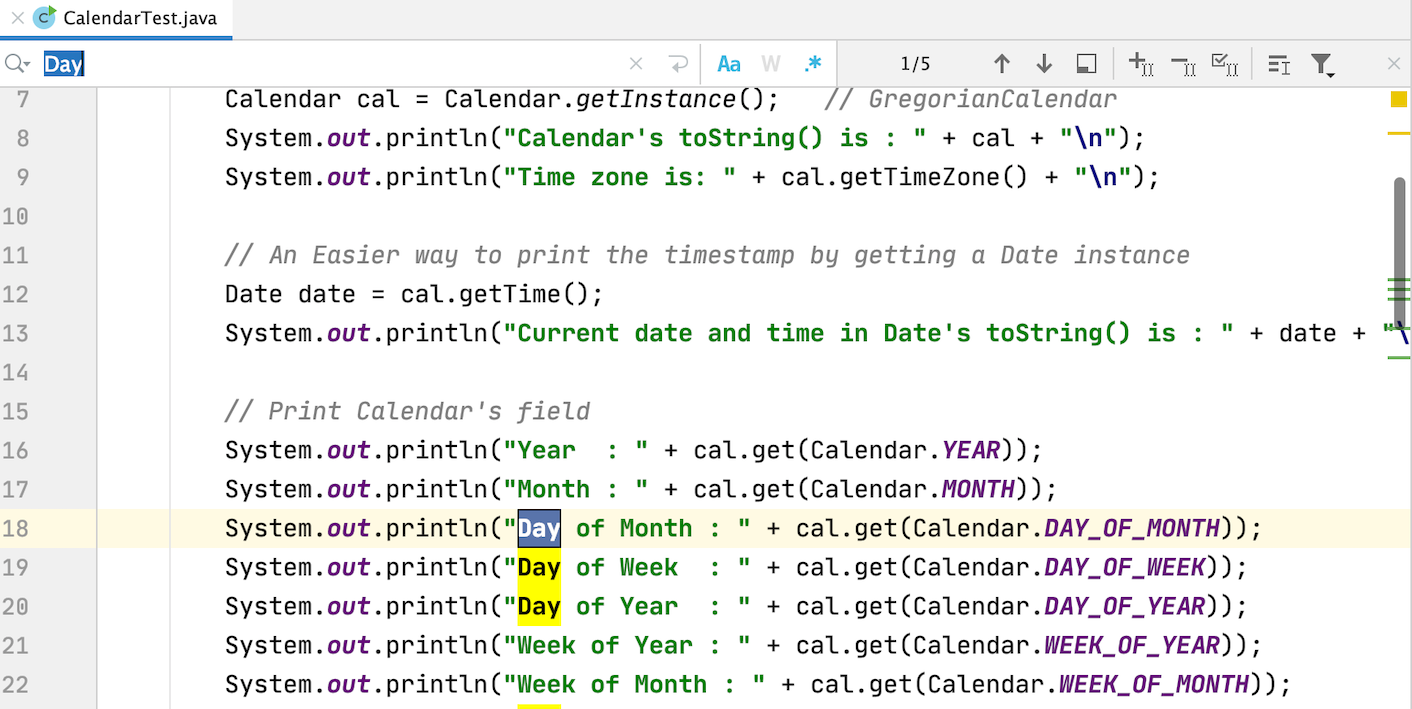 CalendarTest.java
Day Aa W .* 1/5
7 Calendar cal = Calendar.getInstance();   // GregorianCalendar
8 System.out.println("Calendar's toString() is : " + cal + "\n");
9 System.out.println("Time zone is: " + cal.getTimeZone() + "\n");
10
11 // An Easier way to print the timestamp by getting a Date instance
12 Date date = cal.getTime();
13 System.out.println("Current date and time in Date's toString() is : " + date + "\
14
15 // Print Calendar's field
16 System.out.println("Year  : " + cal.get(Calendar.YEAR));
17 System.out.println("Month : " + cal.get(Calendar.MONTH));
18 System.out.println("Day of Month : " + cal.get(Calendar.DAY_OF_MONTH));
19 System.out.println("Day of Week  : " + cal.get(Calendar.DAY_OF_WEEK));
20 System.out.println("Day of Year  : " + cal.get(Calendar.DAY_OF_YEAR));
21 System.out.println("Week of Year : " + cal.get(Calendar.WEEK_OF_YEAR));
22 System.out.println("Week of Month : " + cal.get(Calendar.WEEK_OF_MONTH));